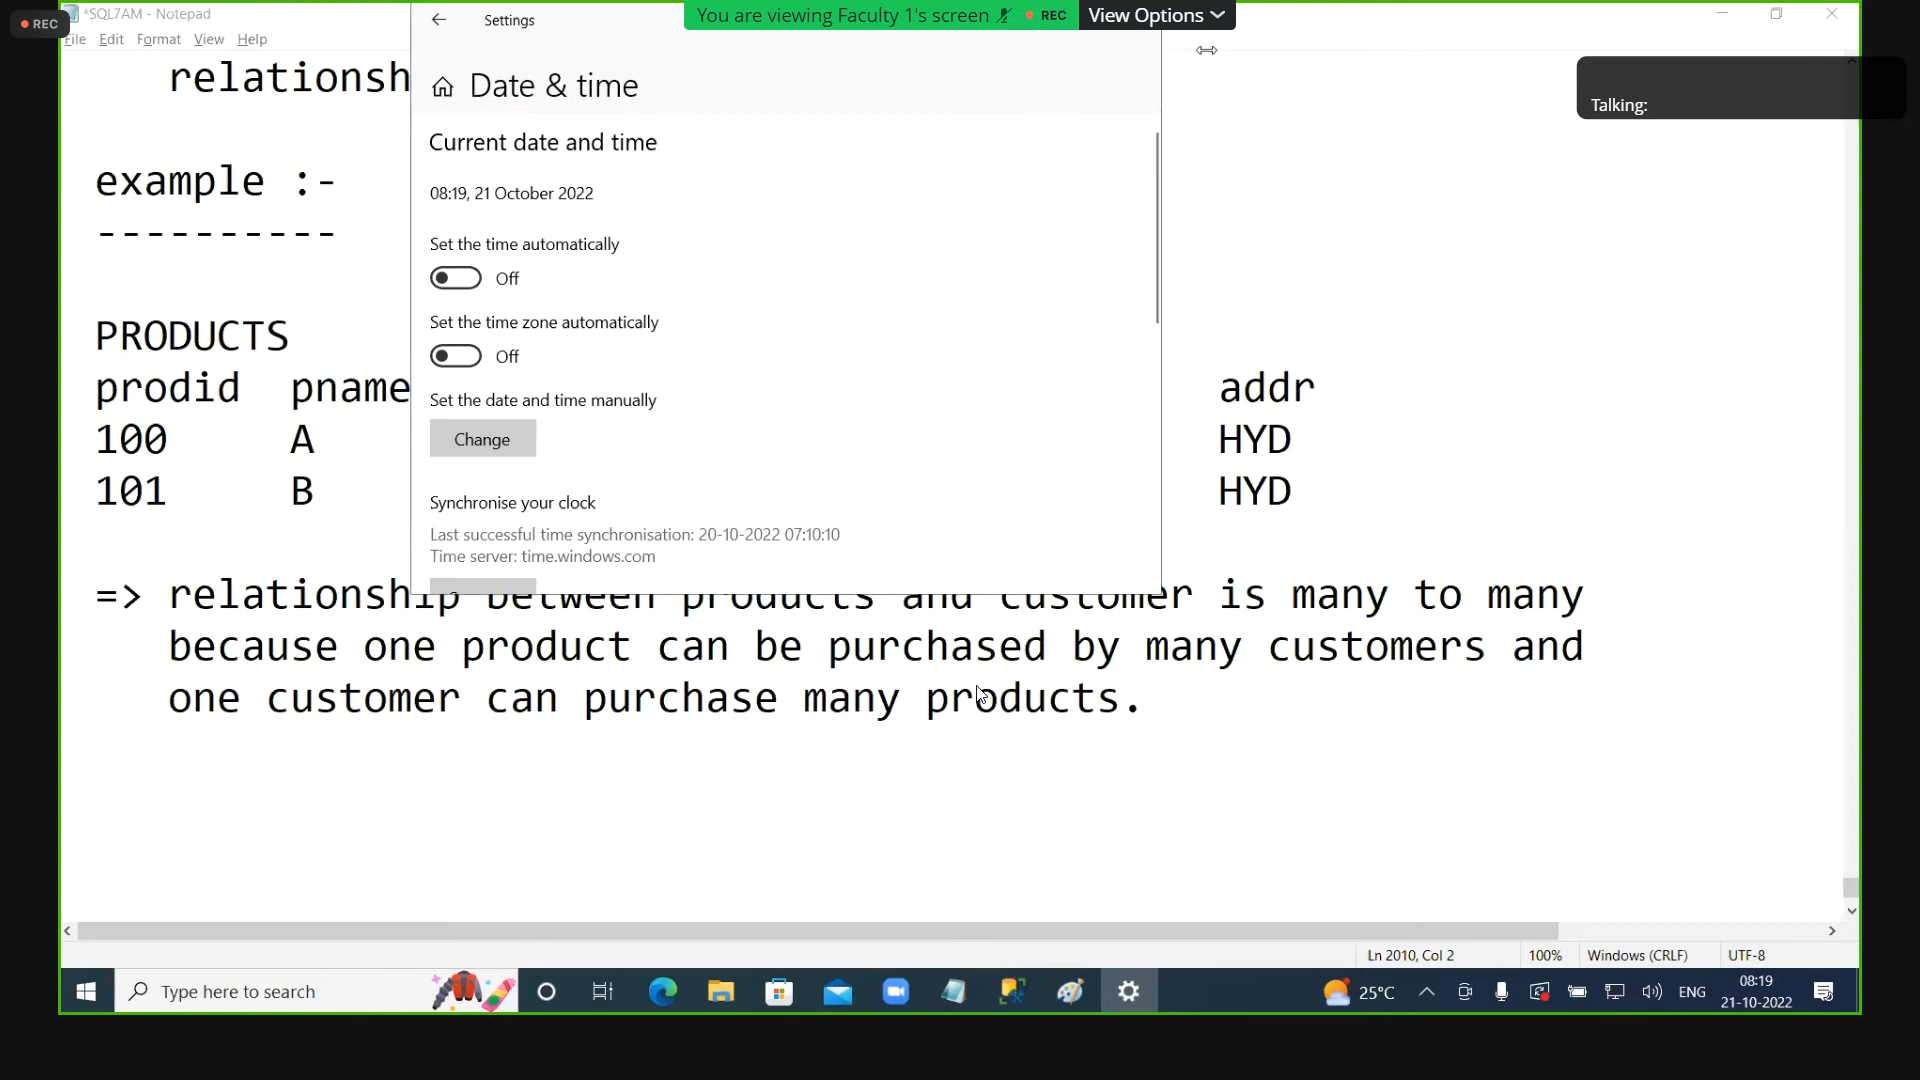 REC
*SQL7AM - Notepad
Settings
You are viewing Faculty 1's screen
REC
View Options
File Edit Format View Help
Talking:
relationsh
Date & time
Current date and time
08:19, 21 October 2022
example :-
----------
Set the time automatically
Off
Set the time zone automatically
Off
Set the date and time manually
Change
Synchronise your clock
Last successful time synchronisation: 20-10-2022 07:10:10
Time server: time.windows.com
PRODUCTS
prodid pname addr
100 A HYD
101 B HYD
=> relationship between products and customer is many to many
because one product can be purchased by many customers and
one customer can purchase many products.
Ln 2010, Col 2
100%
Windows (CRLF)
UTF-8
Type here to search
25°C
ENG
08:19
21-10-2022